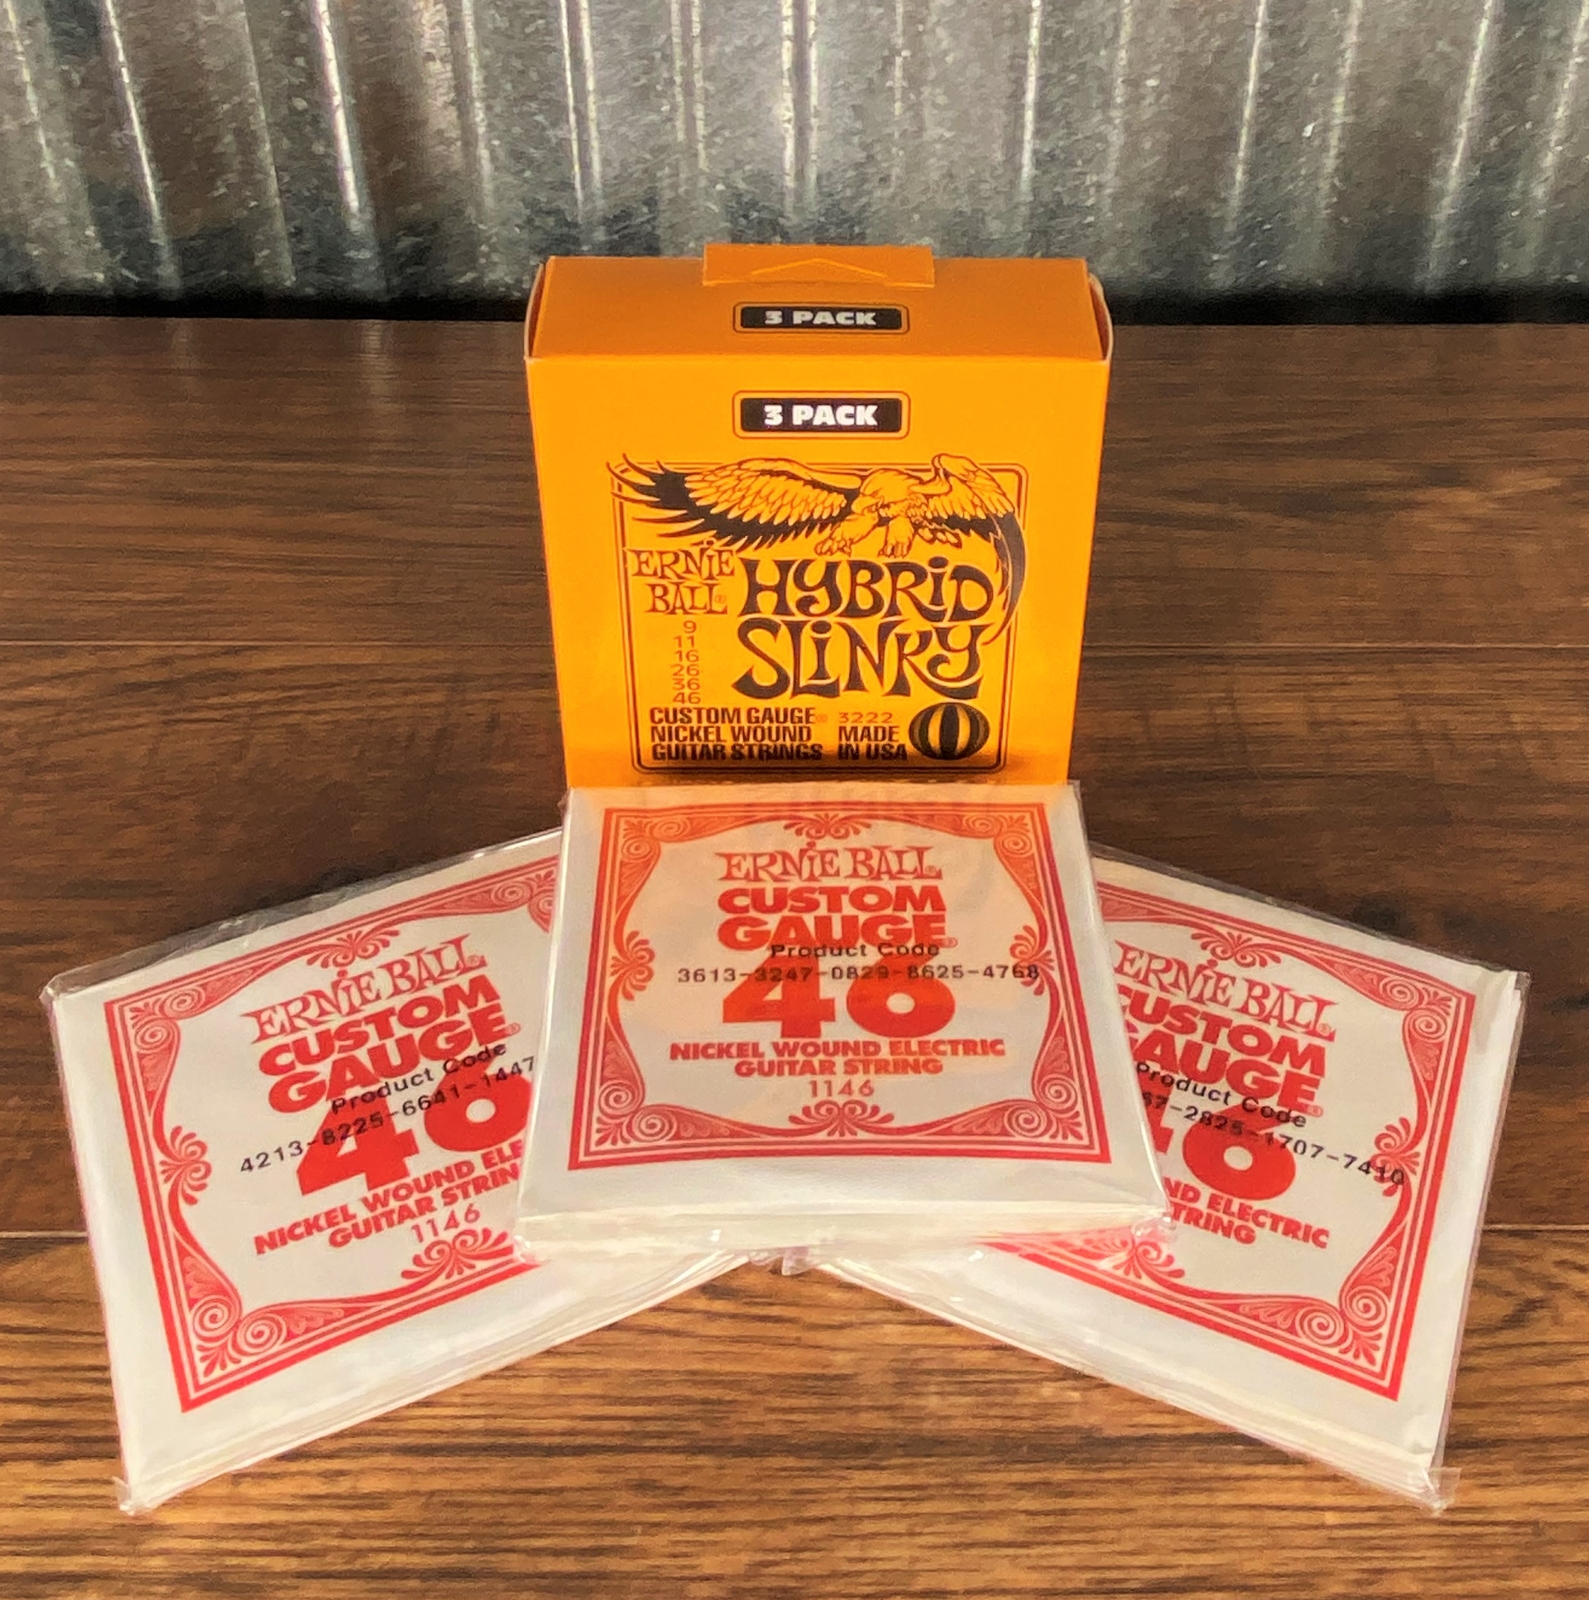 3 PACK
3 PACK
ERNIE
BALL®
HYBRID
SLINKY
9
11
16
26
36
46
CUSTOM GAUGE®
NICKEL WOUND
GUITAR STRINGS
3222
MADE
IN USA
ERNIE BALL®
CUSTOM
GAUGE®
Product Code
4213-8225-6641-1447
46
NICKEL WOUND
GUITAR
1146
ERNIE BALL®
CUSTOM
GAUGE®
Product Code
3613-3247-0829-8625-4768
46
NICKEL WOUND ELECTRIC
GUITAR STRING
1146
ERNIE BALL®
CUSTOM
GAUGE®
Product Code
-2825-1707-7410
46
ELECTRIC
STRING